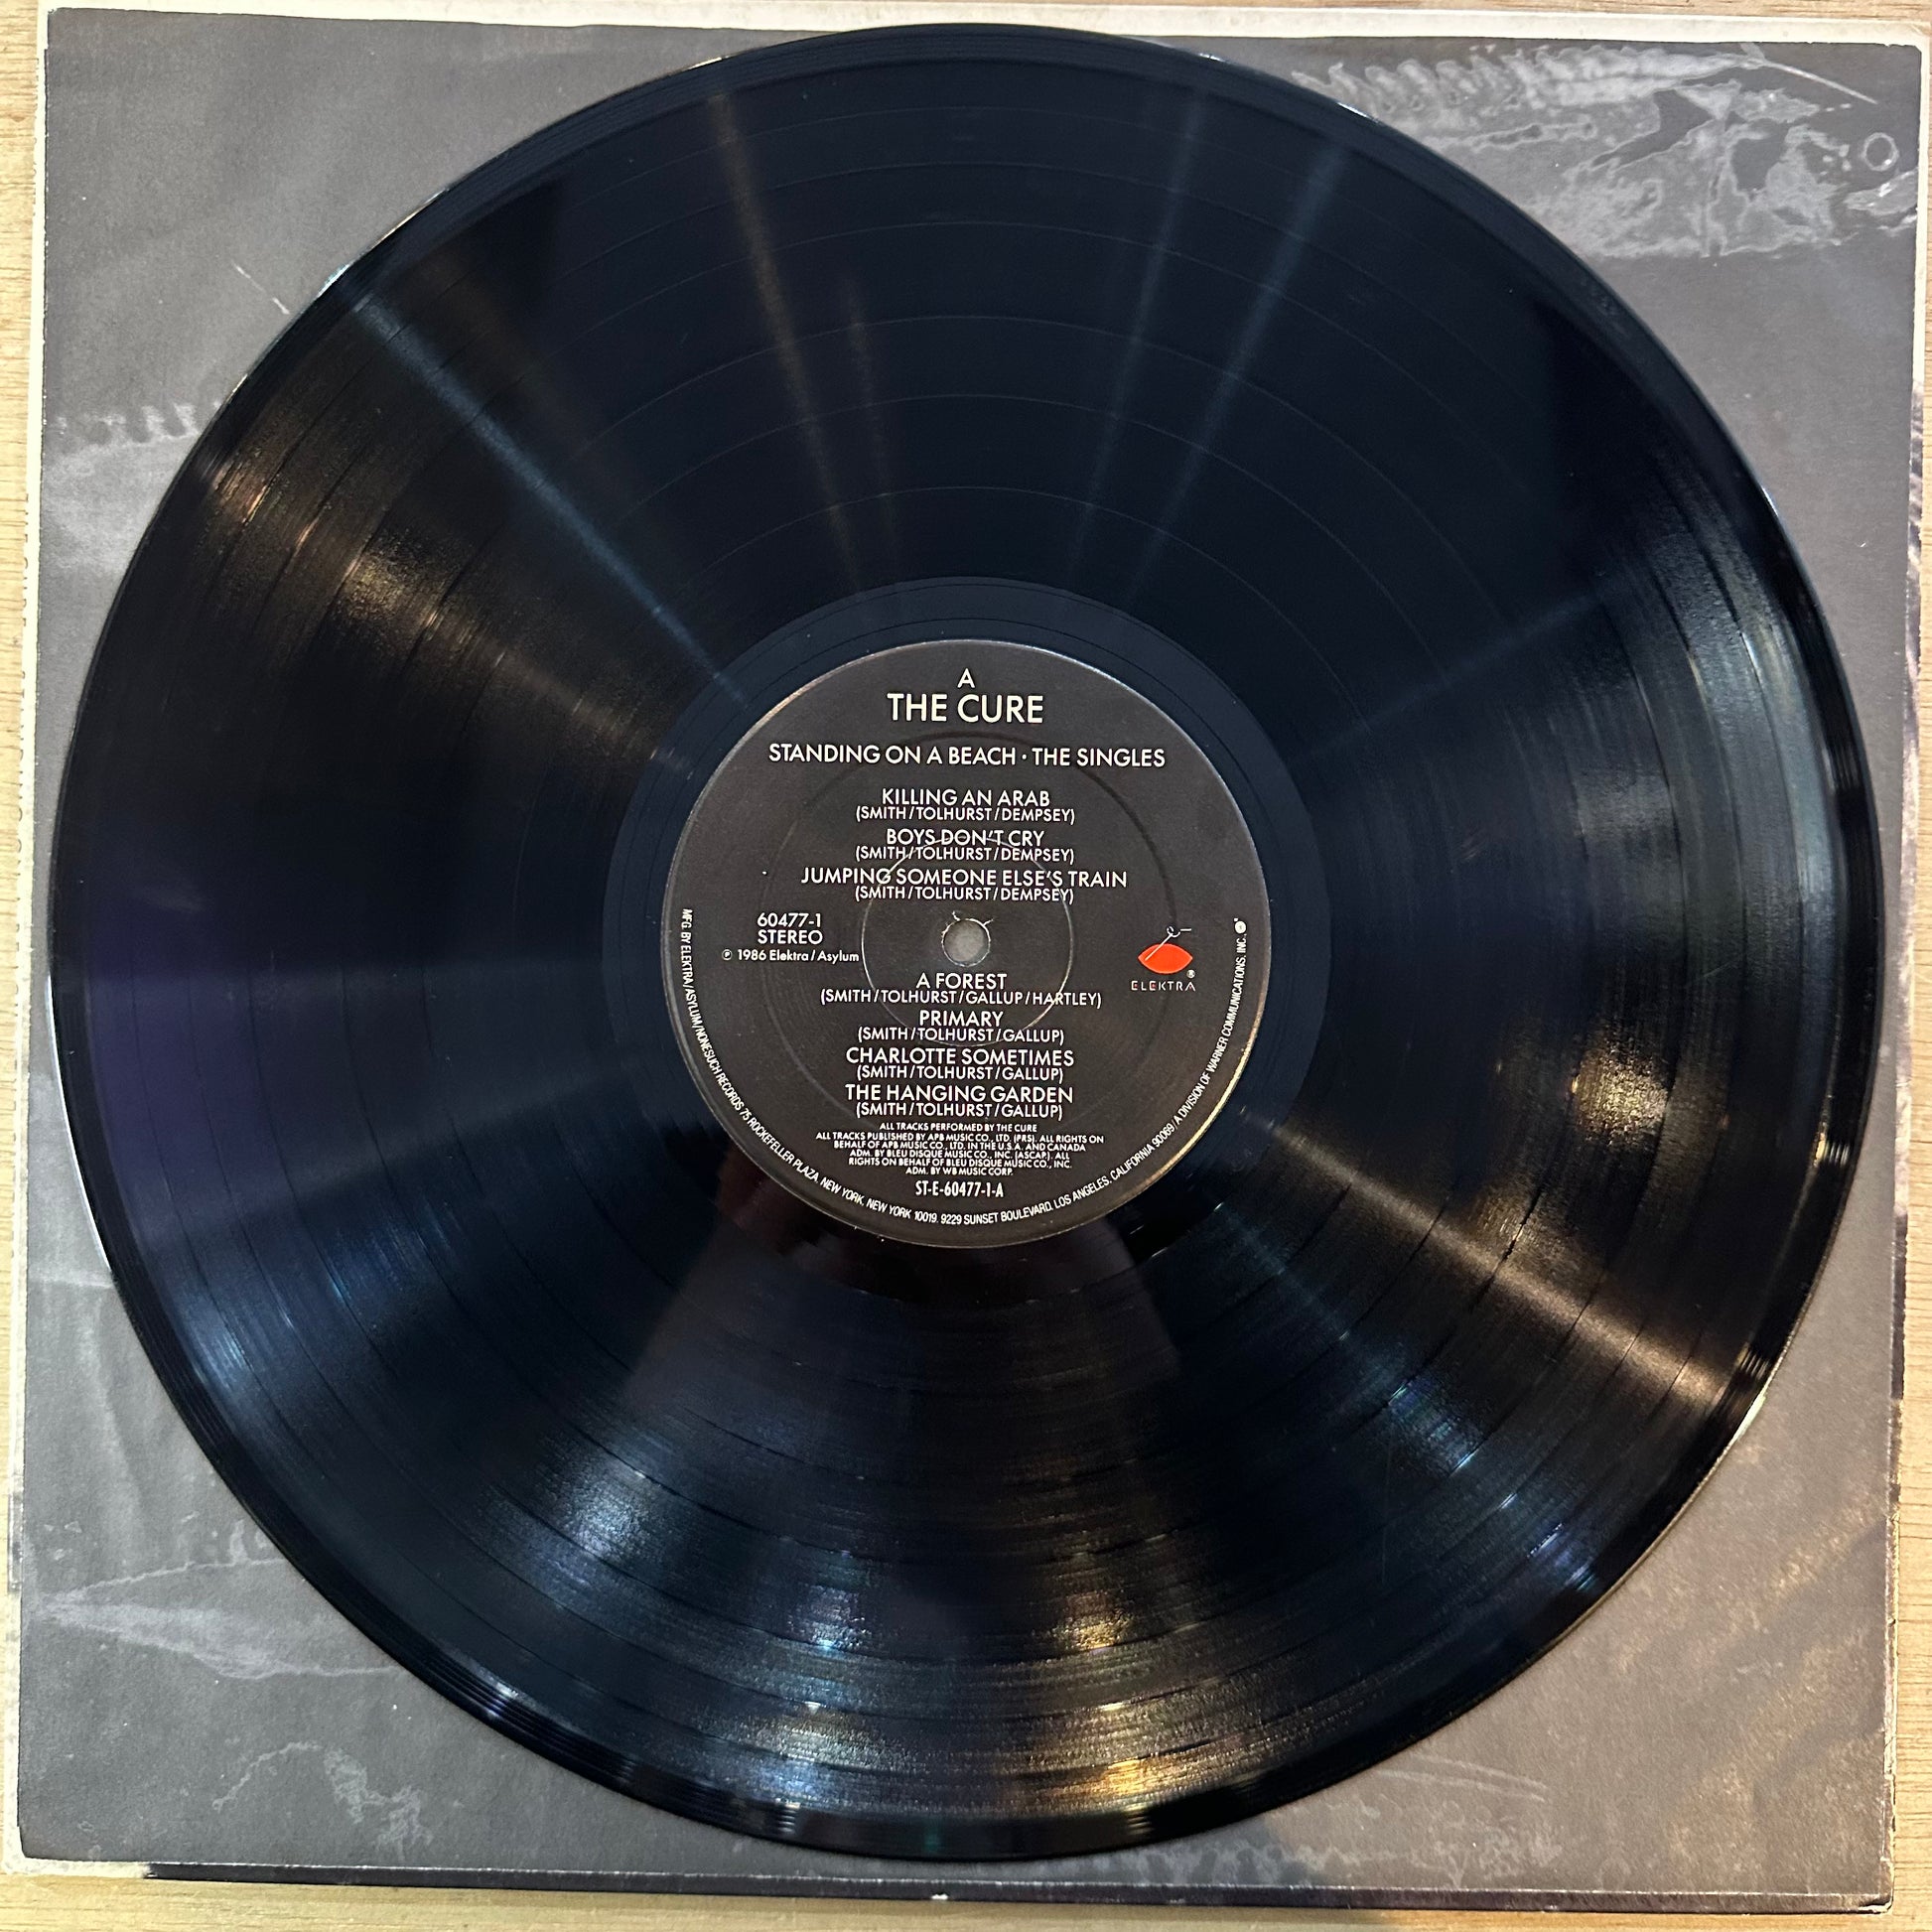 A
THE CURE
STANDING ON A BEACH · THE SINGLES
KILLING AN ARAB
(SMITH/TOLHURST/DEMPSEY)
BOYS DON'T CRY
(SMITH/TOLHURST/DEMPSEY)
JUMPING SOMEONE ELSE'S TRAIN
(SMITH/TOLHURST/DEMPSEY)
60477-1
STEREO
℗ 1986 Elektra/Asylum
ELEKTRA®
A FOREST
(SMITH/TOLHURST/GALLUP/HARTLEY)
PRIMARY
(SMITH/TOLHURST/GALLUP)
CHARLOTTE SOMETIMES
(SMITH/TOLHURST/GALLUP)
THE HANGING GARDEN
(SMITH/TOLHURST/GALLUP)
ALL TRACKS PERFORMED BY THE CURE
ALL TRACKS PUBLISHED BY APB MUSIC CO., LTD. (PRS). ALL RIGHTS ON
BEHALF OF APB MUSIC CO., LTD. IN THE U.S.A. AND CANADA
ADM. BY BLEU DISQUE MUSIC CO., INC. (ASCAP). ALL
RIGHTS ON BEHALF OF BLEU DISQUE MUSIC CO., INC.
ADM. BY WB MUSIC CORP.
ST-E-60477-1-A
MFG. BY ELEKTRA/ASYLUM/NONESUCH RECORDS 75 ROCKEFELLER PLAZA, NEW YORK, NEW YORK 10019. 9229 SUNSET BOULEVARD, LOS ANGELES, CALIFORNIA 90069/A DIVISION OF WARNER COMMUNICATIONS, INC.